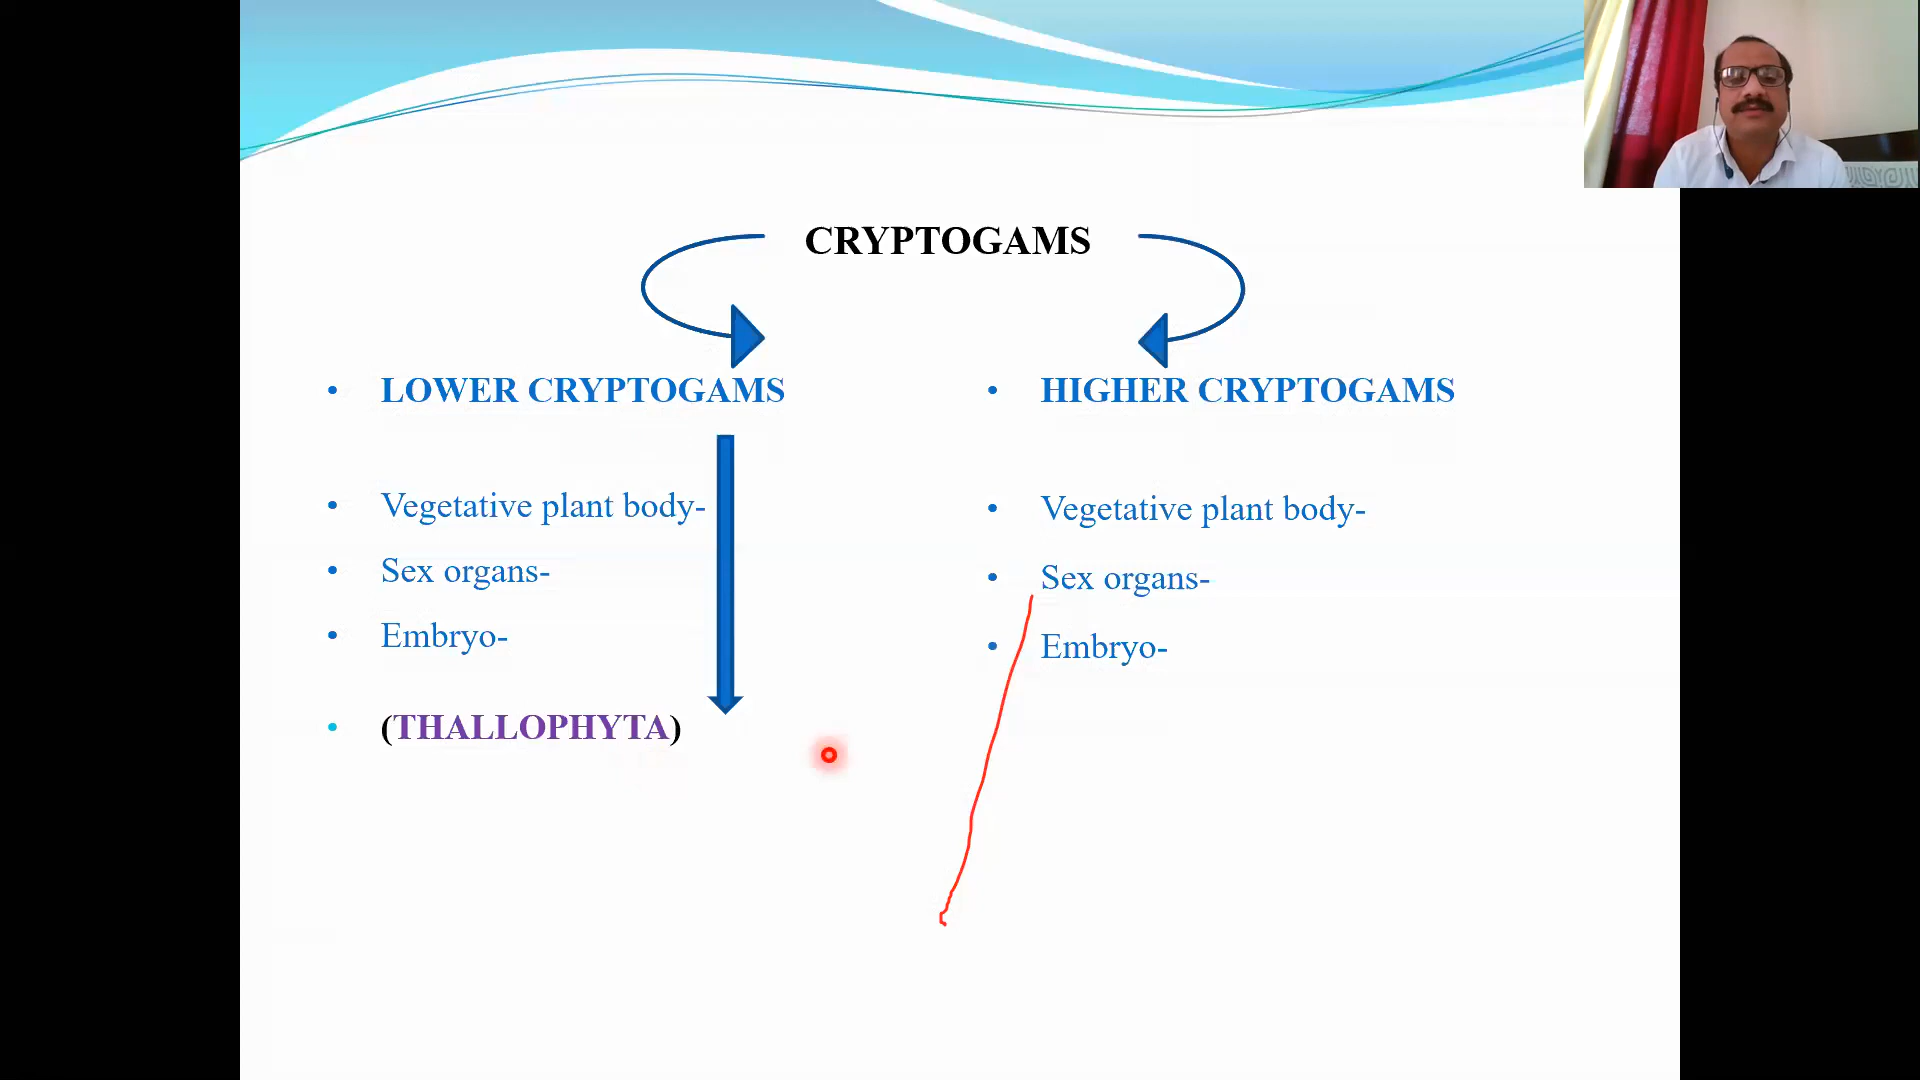 CRYPTOGAMS
• LOWER CRYPTOGAMS
• Vegetative plant body-
• Sex organs-
• Embryo-
• (THALLOPHYTA)
• HIGHER CRYPTOGAMS
• Vegetative plant body-
• Sex organs-
• Embryo-